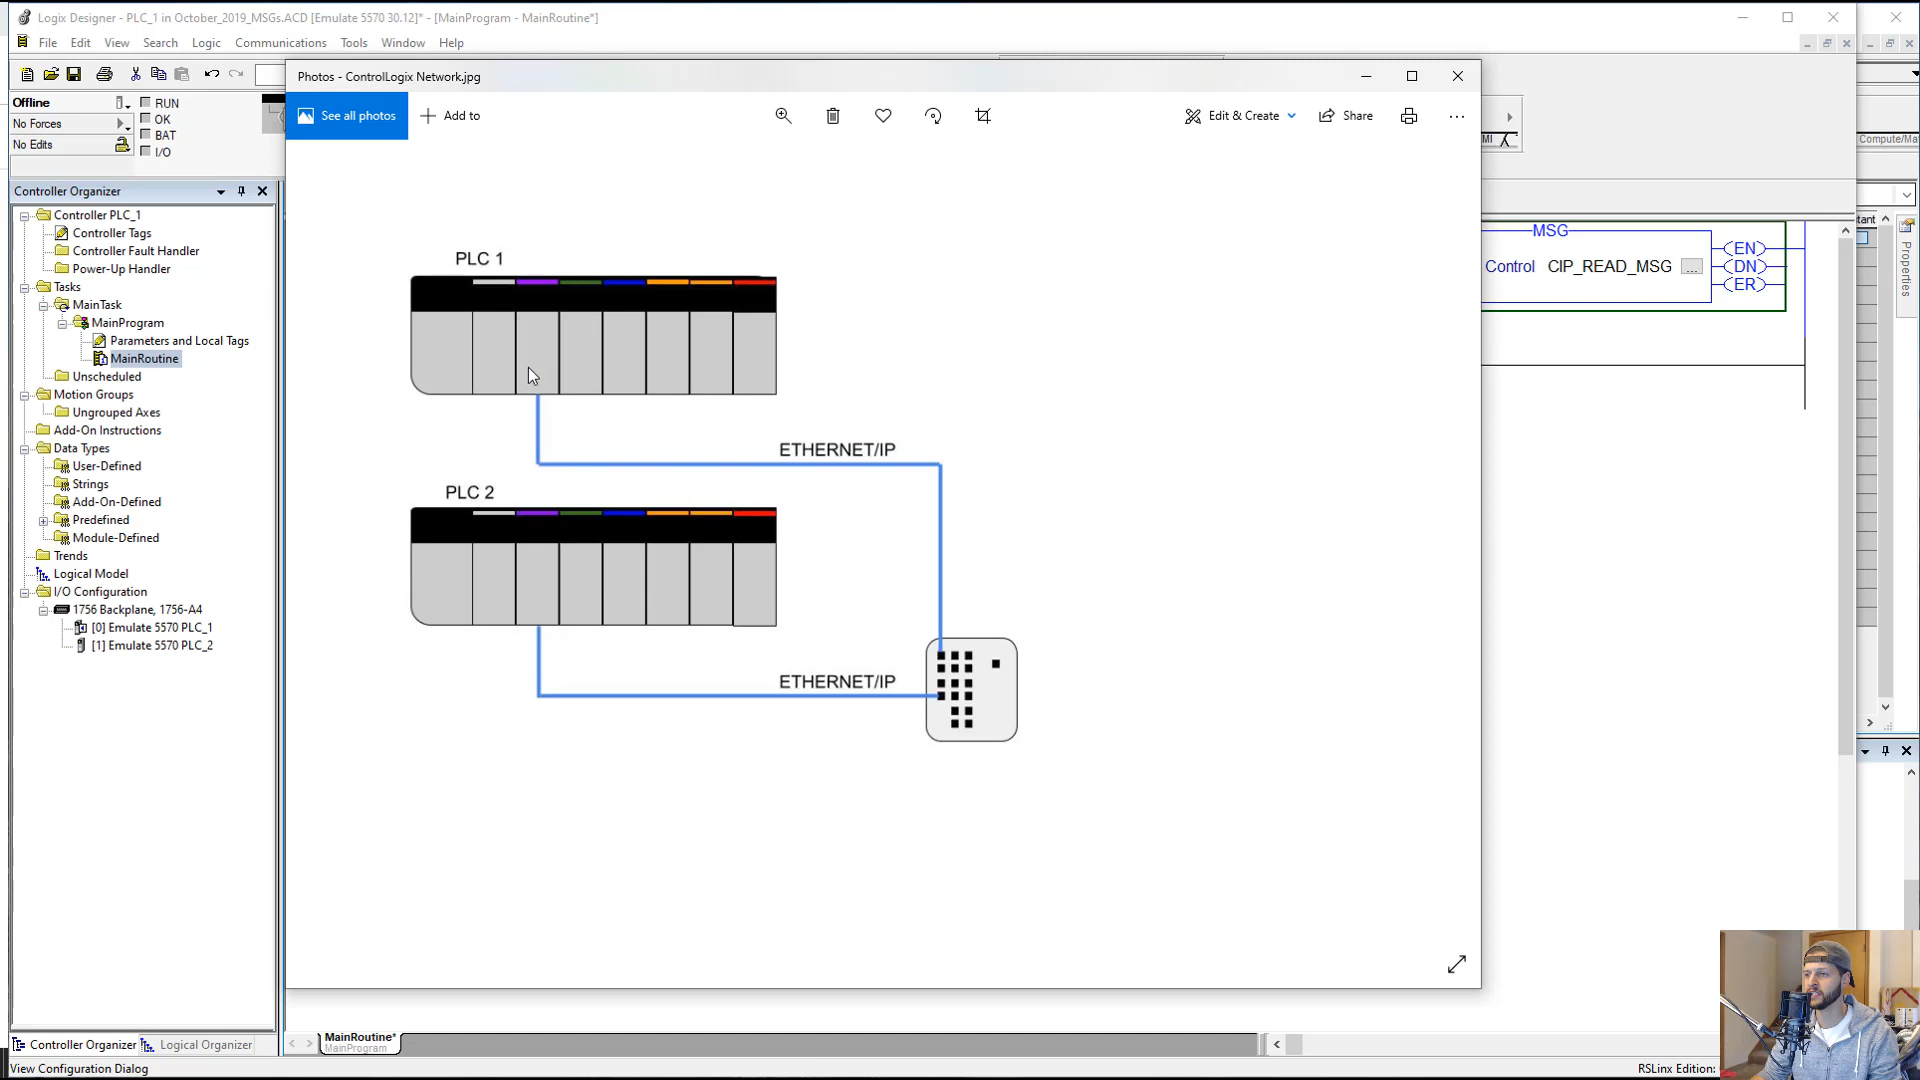 Logix Designer - PLC_1 in October_2019_MSGs.ACD [Emulate 5570 30.12]* - [MainProgram - MainRoutine*]
File Edit View Search Logic Communications Tools Window Help
Photos - ControlLogix Network.jpg
See all photos
Add to
Edit & Create
Share
Offline
RUN
No Forces
OK
No Edits
BAT
I/O
Controller Organizer
Controller PLC_1
Controller Tags
Controller Fault Handler
Power-Up Handler
Tasks
MainTask
MainProgram
Parameters and Local Tags
MainRoutine
Unscheduled
Motion Groups
Ungrouped Axes
Add-On Instructions
Data Types
User-Defined
Strings
Add-On-Defined
Predefined
Module-Defined
Trends
Logical Model
I/O Configuration
1756 Backplane, 1756-A4
[0] Emulate 5570 PLC_1
[1] Emulate 5570 PLC_2
PLC 1
ETHERNET/IP
PLC 2
ETHERNET/IP
MSG
Control CIP_READ_MSG ...
EN
DN
ER
Properties
MainRoutine*
MainProgram
Controller Organizer
Logical Organizer
View Configuration Dialog
RSLinx Edition: